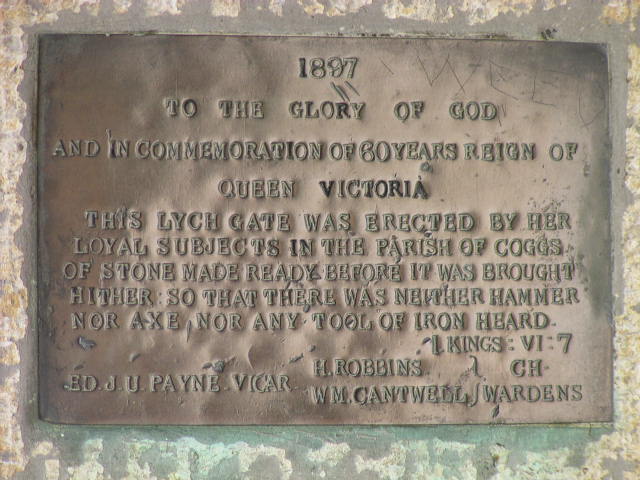 1897
TO THE GLORY OF GOD
AND IN COMMEMORATION OF 60 YEARS REIGN OF
QUEEN VICTORIA
THIS LYCH GATE WAS ERECTED BY HER
LOYAL SUBJECTS IN THE PARISH OF COGGS.
OF STONE MADE READY BEFORE IT WAS BROUGHT
HITHER: SO THAT THERE WAS NEITHER HAMMER
NOR AXE, NOR ANY TOOL OF IRON HEARD.
I KINGS: VI: 7
H. ROBBINS. } CH-
ED. J. U. PAYNE. VICAR. WM. CANTWELL } WARDENS